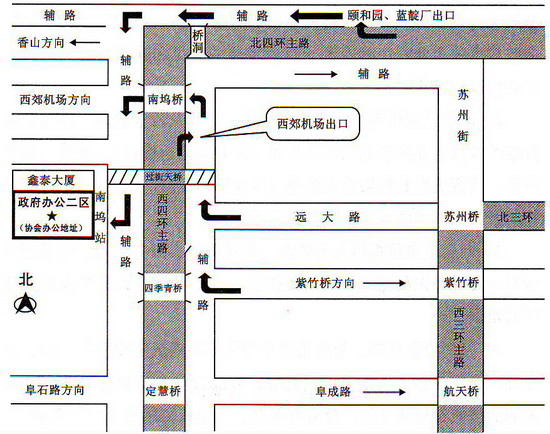 辅路
辅路
颐和园、蓝靛厂出口
香山方向
桥洞
北四环主路
辅路
辅路
西郊机场方向
南坞桥
苏州街
西郊机场出口
鑫泰大厦
过街天桥
政府办公二区
★
(协会办公地址)
南坞站
西四环主路
远大路
苏州桥
北三环
辅路
北
四季青桥
辅路
紫竹桥方向
紫竹桥
西三环主路
阜石路方向
定慧桥
阜成路
航天桥